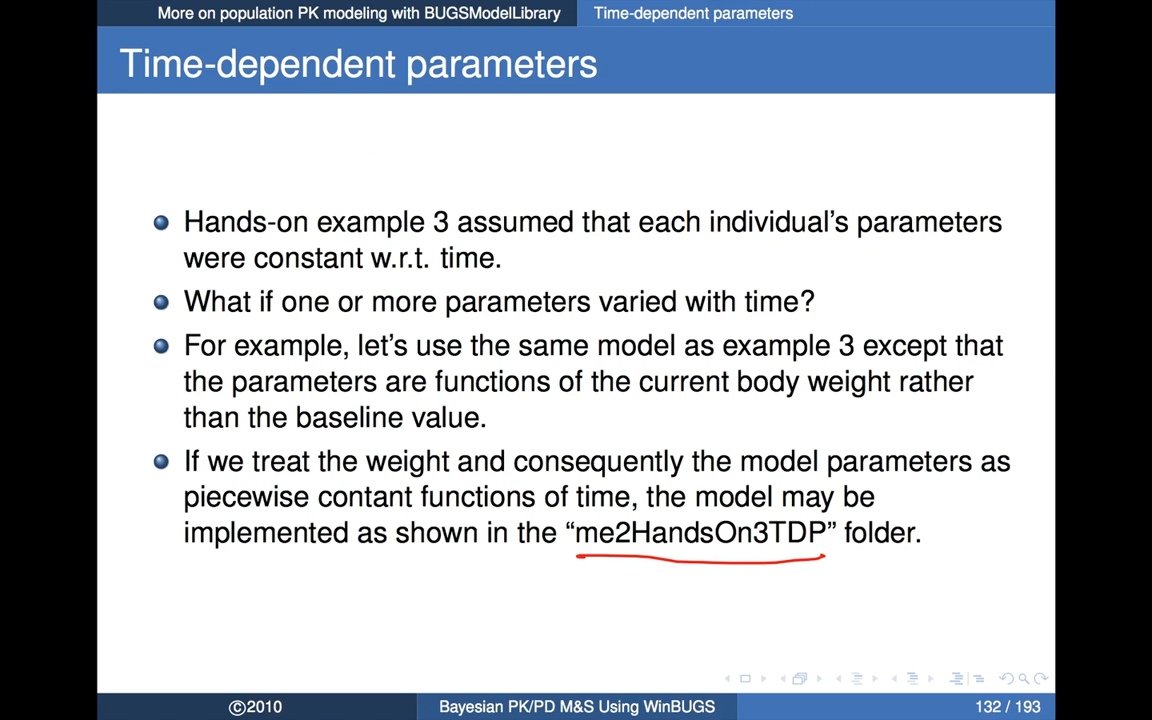 More on population PK modeling with BUGSModelLibrary Time-dependent parameters
Time-dependent parameters
Hands-on example 3 assumed that each individual's parameters
were constant w.r.t. time.
What if one or more parameters varied with time?
For example, let's use the same model as example 3 except that
the parameters are functions of the current body weight rather
than the baseline value.
If we treat the weight and consequently the model parameters as
piecewise contant functions of time, the model may be
implemented as shown in the “me2HandsOn3TDP” folder.
©2010 Bayesian PK/PD M&S Using WinBUGS 132 / 193